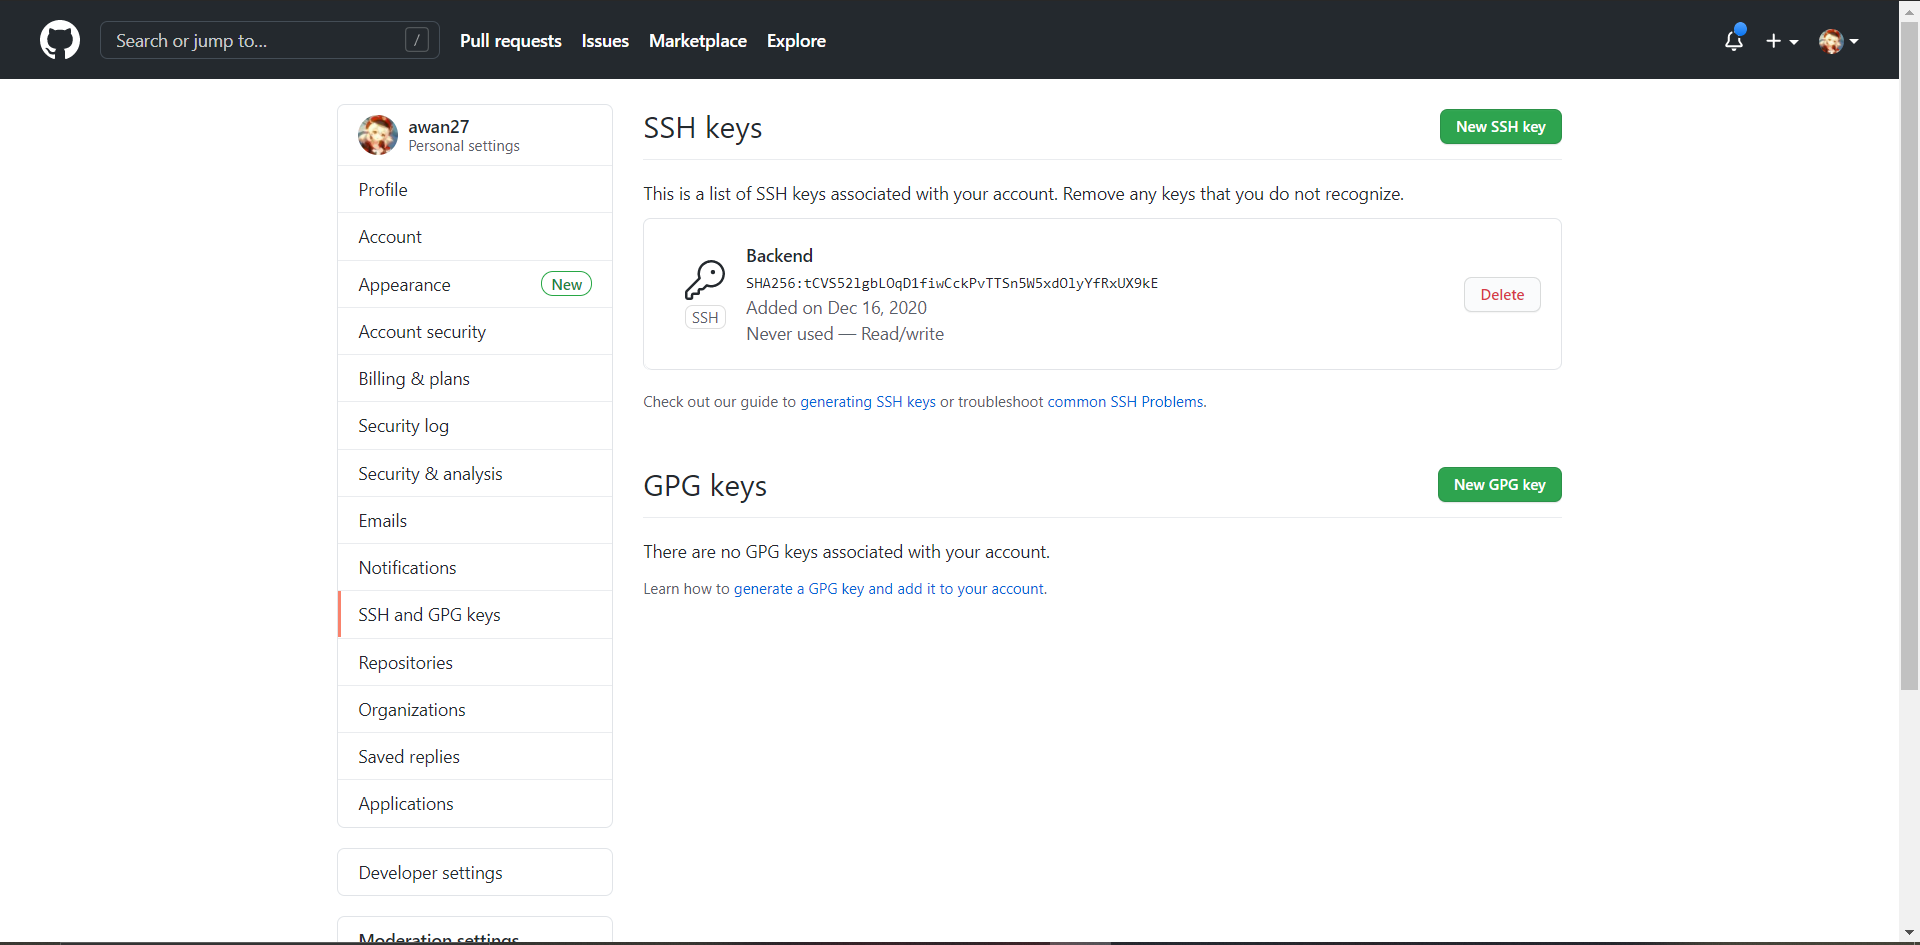 Search or jump to... /
Pull requests Issues Marketplace Explore
awan27
Personal settings
Profile
Account
Appearance New
Account security
Billing & plans
Security log
Security & analysis
Emails
Notifications
SSH and GPG keys
Repositories
Organizations
Saved replies
Applications
Developer settings
Moderation settings
SSH keys New SSH key
This is a list of SSH keys associated with your account. Remove any keys that you do not recognize.
Backend
SHA256:tCVS52lgbLOqD1fiwCckPvTTSn5W5xdOlyYfRxUX9kE
SSH
Added on Dec 16, 2020
Never used — Read/write
Delete
Check out our guide to generating SSH keys or troubleshoot common SSH Problems.
GPG keys New GPG key
There are no GPG keys associated with your account.
Learn how to generate a GPG key and add it to your account.